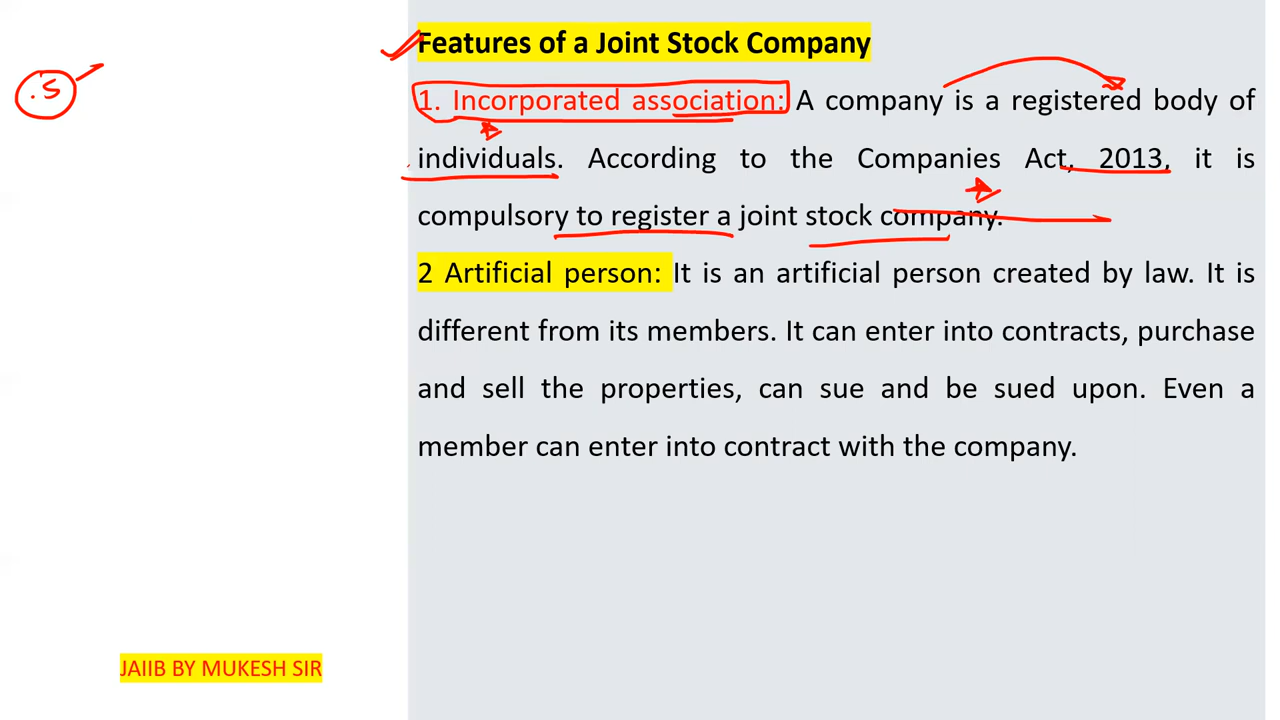 Features of a Joint Stock Company
.5
1. Incorporated association: A company is a registered body of
individuals. According to the Companies Act, 2013, it is
compulsory to register a joint stock company.
2 Artificial person: It is an artificial person created by law. It is
different from its members. It can enter into contracts, purchase
and sell the properties, can sue and be sued upon. Even a
member can enter into contract with the company.
JAIIB BY MUKESH SIR